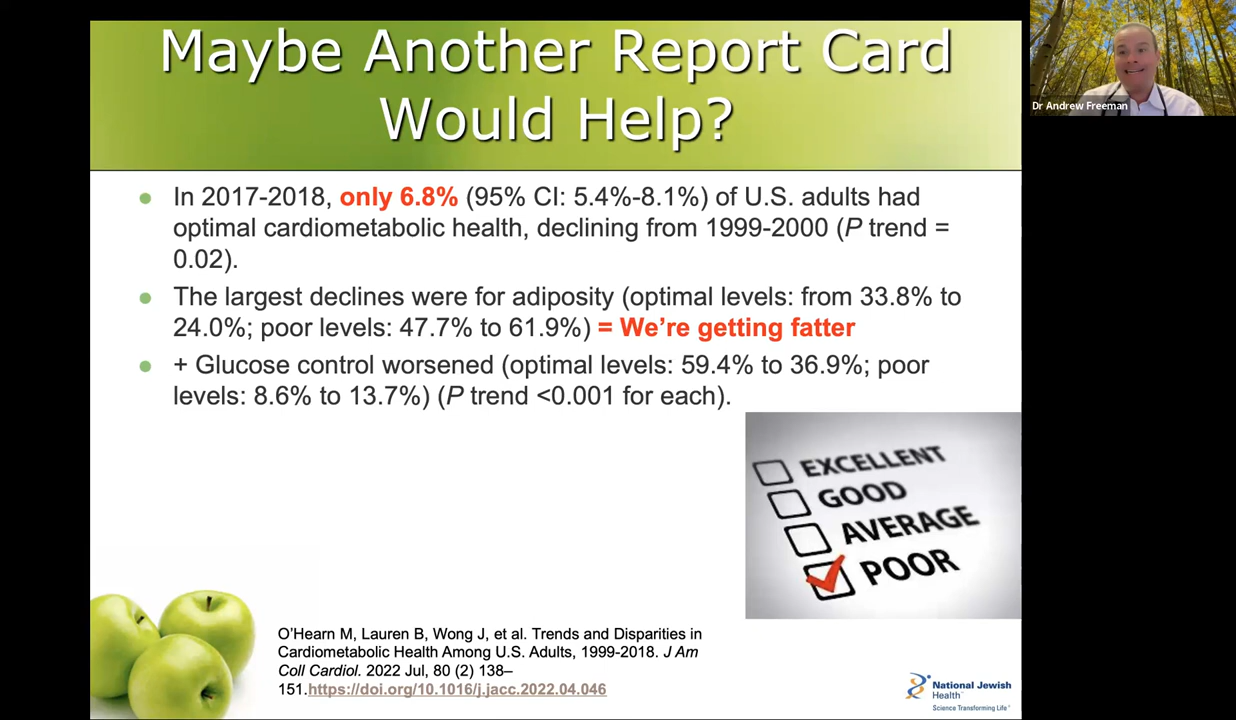 Maybe Another Report Card
Would Help?
Dr Andrew Freeman
• In 2017-2018, only 6.8% (95% CI: 5.4%-8.1%) of U.S. adults had
optimal cardiometabolic health, declining from 1999-2000 (P trend =
0.02).
• The largest declines were for adiposity (optimal levels: from 33.8% to
24.0%; poor levels: 47.7% to 61.9%) = We’re getting fatter
• + Glucose control worsened (optimal levels: 59.4% to 36.9%; poor
levels: 8.6% to 13.7%) (P trend <0.001 for each).
EXCELLENT
GOOD
AVERAGE
POOR
O’Hearn M, Lauren B, Wong J, et al. Trends and Disparities in
Cardiometabolic Health Among U.S. Adults, 1999-2018. J Am
Coll Cardiol. 2022 Jul, 80 (2) 138–
151.https://doi.org/10.1016/j.jacc.2022.04.046
National Jewish
Health™
Science Transforming Life®